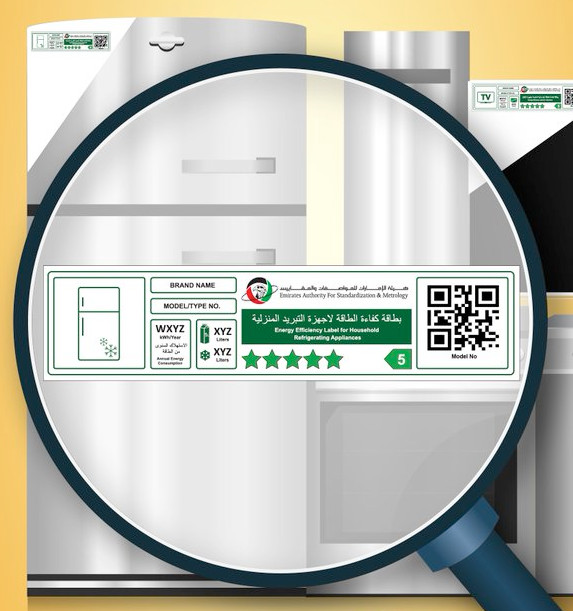 BRAND NAME
MODEL/TYPE NO.
WXYZ
kWh/Year
الاستهلاك السنوي
من الطاقة
Annual Energy
Consumption
XYZ
Liters
XYZ
Liters
هيئة الإمارات للمواصفات والمقاييس
Emirates Authority For Standardization & Metrology
بطاقة كفاءة الطاقة لاجهزة التبريد المنزلية
Energy Efficiency Label for Household
Refrigerating Appliances
5
Model No
TV